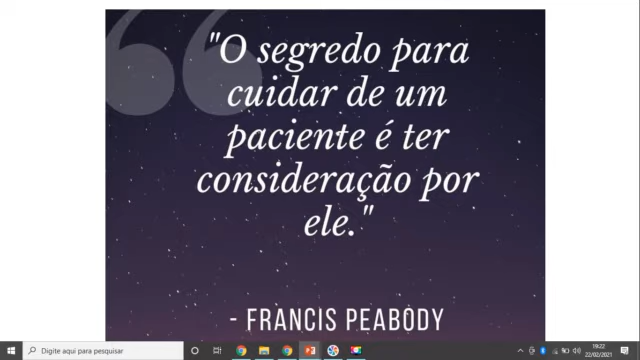 "O segredo para
cuidar de um
paciente é ter
consideração por
ele."
- FRANCIS PEABODY
Digite aqui para pesquisar
19:22
22/02/2021